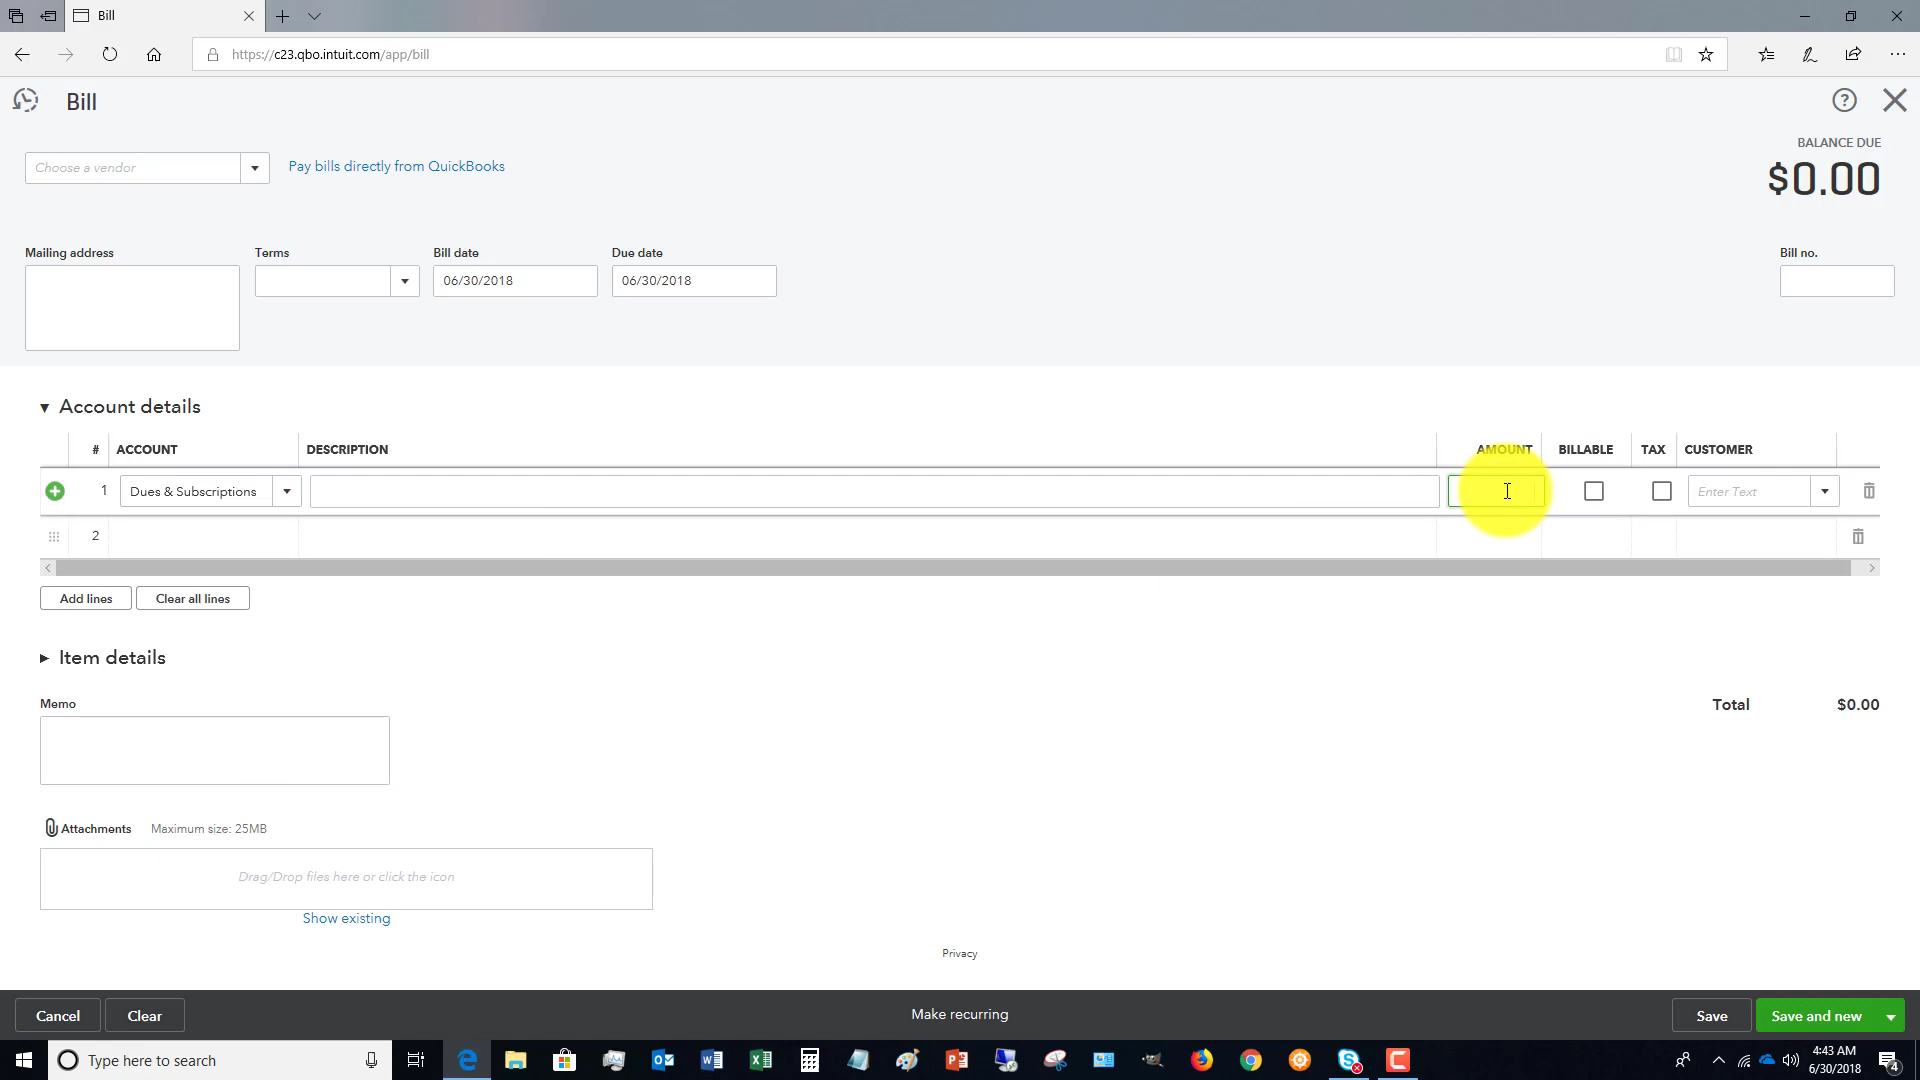 Bill
https://c23.qbo.intuit.com/app/bill
Bill
Choose a vendor
Pay bills directly from QuickBooks
BALANCE DUE
$0.00
Mailing address
Terms
Bill date
Due date
Bill no.
06/30/2018
06/30/2018
Account details
# ACCOUNT DESCRIPTION AMOUNT BILLABLE TAX CUSTOMER
1 Dues & Subscriptions Enter Text
2
Add lines
Clear all lines
Item details
Memo
Total $0.00
Attachments Maximum size: 25MB
Drag/Drop files here or click the icon
Show existing
Privacy
Cancel
Clear
Make recurring
Save
Save and new
Type here to search
4:43 AM
6/30/2018
4